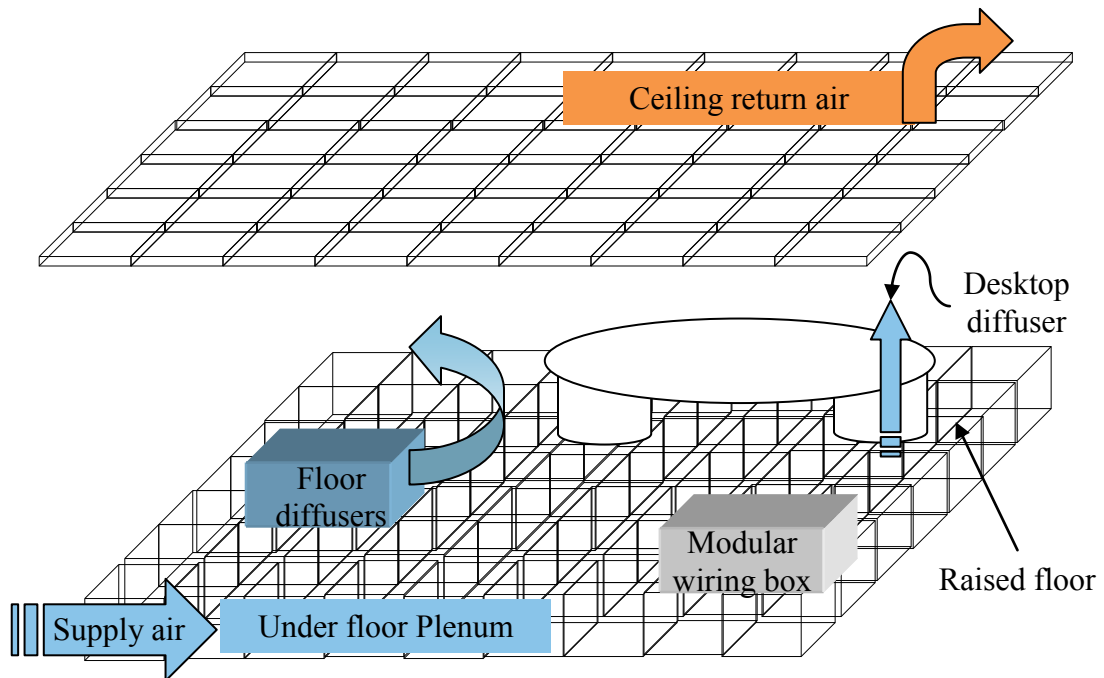 Ceiling return air
Desktop
diffuser
Floor
diffusers
Modular
wiring box
Raised floor
Supply air
Under floor Plenum